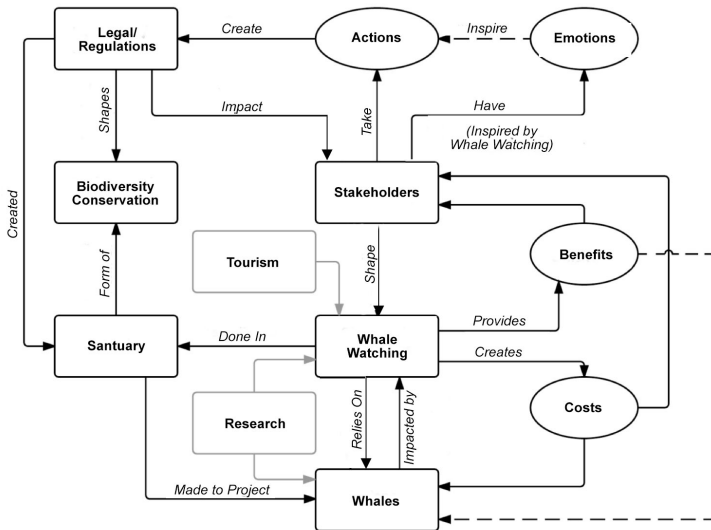 Legal/
Regulations
Create
Actions
Inspire
Emotions
Shapes
Impact
Take
Have
(Inspired by
Whale Watching)
Biodiversity
Conservation
Stakeholders
Created
Form of
Tourism
Shape
Benefits
Santuary
Done In
Whale
Watching
Provides
Creates
Research
Relies On
Impacted by
Costs
Made to Project
Whales